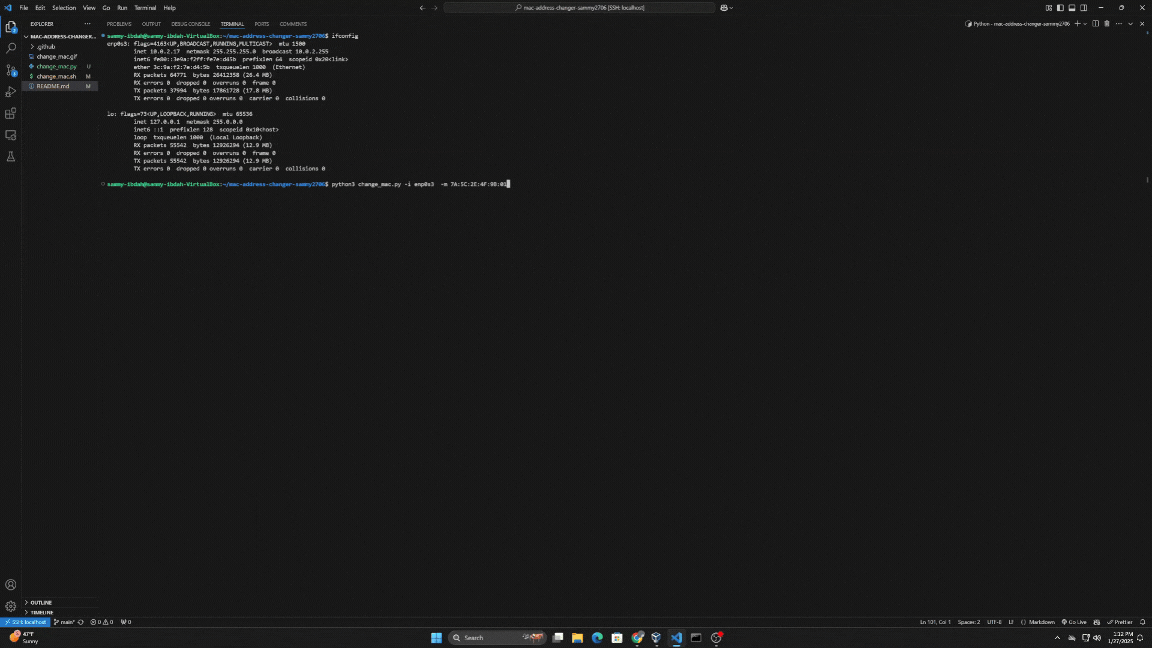 File Edit Selection View Go Run Terminal Help
mac-address-changer-sammy2706 [SSH: localhost]
EXPLORER
PROBLEMS OUTPUT DEBUG CONSOLE TERMINAL PORTS COMMENTS
Python - mac-address-changer-sammy2706
MAC-ADDRESS-CHANGER...
.github
change_mac.gif
change_mac.py U
change_mac.sh M
README.md M
sammy-ibdah@sammy-ibdah-VirtualBox:~/mac-address-changer-sammy2706$ ifconfig
enp0s3: flags=4163<UP,BROADCAST,RUNNING,MULTICAST> mtu 1500
inet 10.0.2.17 netmask 255.255.255.0 broadcast 10.0.2.255
inet6 fe80::3e9a:f2ff:fe7e:d45b prefixlen 64 scopeid 0x20<link>
ether 3c:9a:f2:7e:d4:5b txqueuelen 1000 (Ethernet)
RX packets 64771 bytes 26412358 (26.4 MB)
RX errors 0 dropped 0 overruns 0 frame 0
TX packets 37994 bytes 17861728 (17.8 MB)
TX errors 0 dropped 0 overruns 0 carrier 0 collisions 0
lo: flags=73<UP,LOOPBACK,RUNNING> mtu 65536
inet 127.0.0.1 netmask 255.0.0.0
inet6 ::1 prefixlen 128 scopeid 0x10<host>
loop txqueuelen 1000 (Local Loopback)
RX packets 55542 bytes 12926294 (12.9 MB)
RX errors 0 dropped 0 overruns 0 frame 0
TX packets 55542 bytes 12926294 (12.9 MB)
TX errors 0 dropped 0 overruns 0 carrier 0 collisions 0
sammy-ibdah@sammy-ibdah-VirtualBox:~/mac-address-changer-sammy2706$ python3 change_mac.py -i enp0s3 -m 7A:5C:2E:4F:9B:01
OUTLINE
TIMELINE
localhost main* 0 0 0
Ln 101, Col 1 Spaces: 2 UTF-8 LF Markdown Go Live Prettier
47°F
Sunny
Search
1:12 PM
1/27/2025